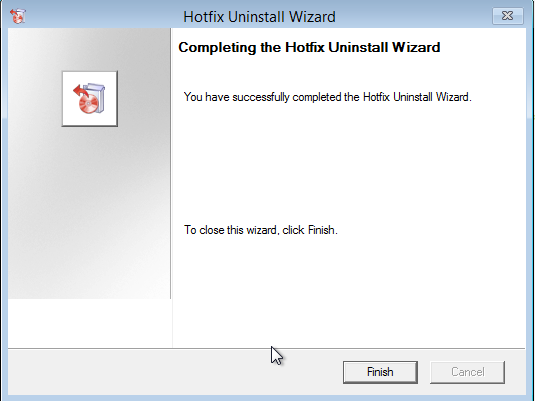 Hotfix Uninstall Wizard
Completing the Hotfix Uninstall Wizard
You have successfully completed the Hotfix Uninstall Wizard.
To close this wizard, click Finish.
Finish
Cancel